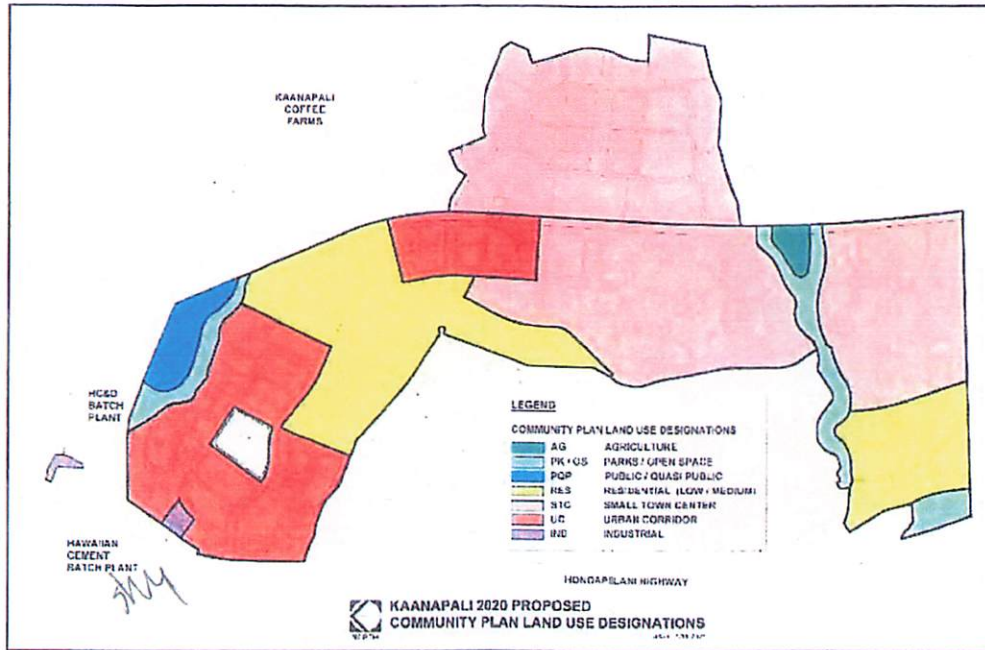 KAANAPALI
COFFEE
FARMS
HC&D
BATCH
PLANT
HAWAIIAN
CEMENT
BATCH PLANT
LEGEND
COMMUNITY PLAN LAND USE DESIGNATIONS
AG AGRICULTURE
PK · OS PARKS / OPEN SPACE
PQP PUBLIC / QUASI PUBLIC
RES RESIDENTIAL (LOW / MEDIUM)
STC SMALL TOWN CENTER
UC URBAN CORRIDOR
IND INDUSTRIAL
HONOAPIILANI HIGHWAY
KAANAPALI 2020 PROPOSED
COMMUNITY PLAN LAND USE DESIGNATIONS
NORTH